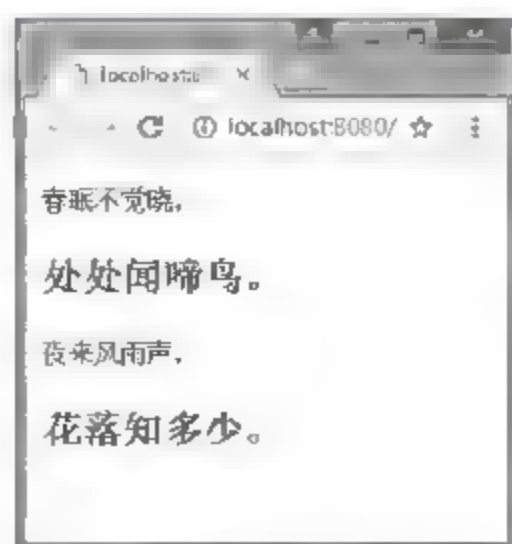 localhost:
localhost:8080/
春眠不觉晓，
处处闻啼鸟。
夜来风雨声，
花落知多少。